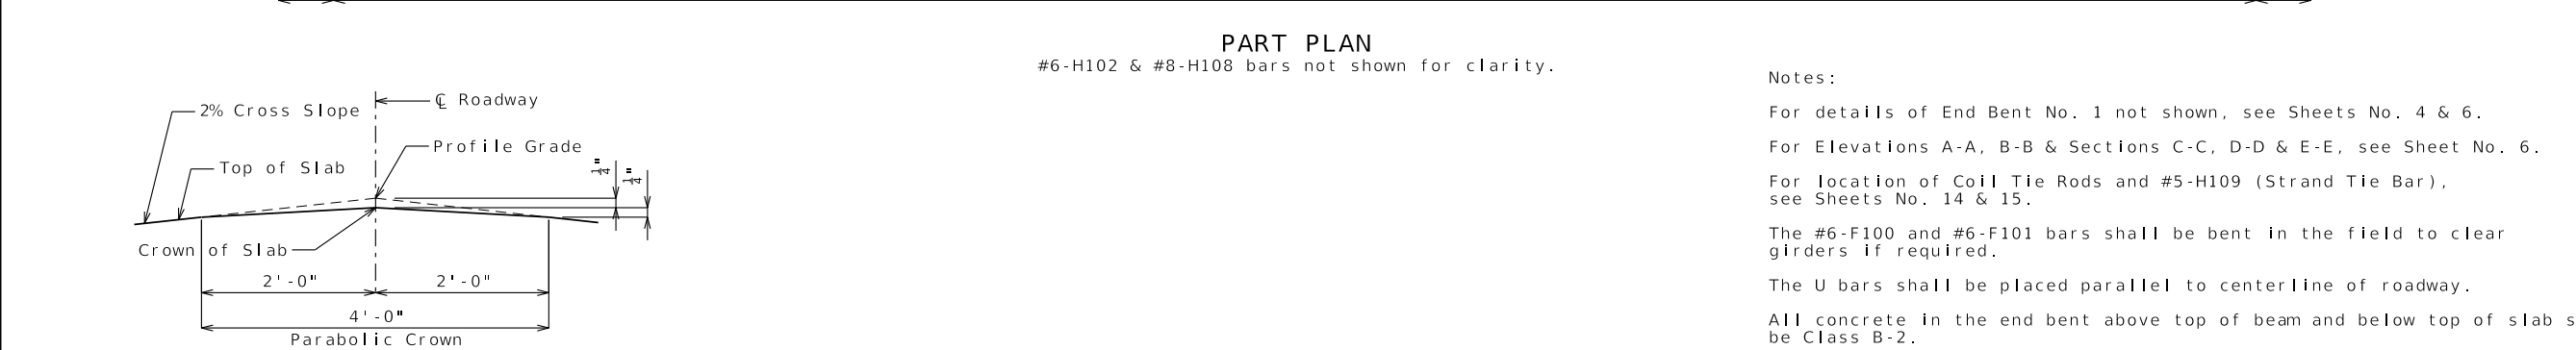 PART PLAN
#6-H102 & #8-H108 bars not shown for clarity.
2% Cross Slope
℄ Roadway
Profile Grade
Top of Slab
1/4"
1/4"
Crown of Slab
2'-0"
2'-0"
4'-0"
Parabolic Crown
Notes:
For details of End Bent No. 1 not shown, see Sheets No. 4 & 6.
For Elevations A-A, B-B & Sections C-C, D-D & E-E, see Sheet No. 6.
For location of Coil Tie Rods and #5-H109 (Strand Tie Bar),
see Sheets No. 14 & 15.
The #6-F100 and #6-F101 bars shall be bent in the field to clear
girders if required.
The U bars shall be placed parallel to centerline of roadway.
All concrete in the end bent above top of beam and below top of slab s
be Class B-2.